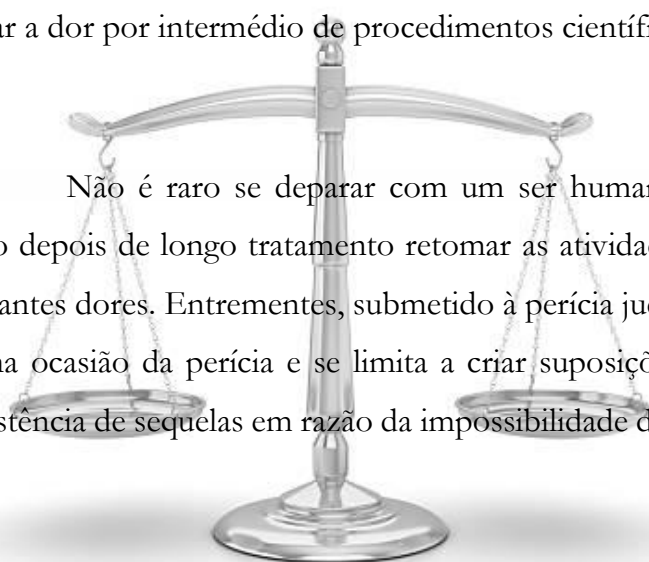 ar a dor por intermédio de procedimentos científi
Não é raro se deparar com um ser human
o depois de longo tratamento retomar as ativida
antes dores. Entrementes, submetido à perícia ju
na ocasião da perícia e se limita a criar suposiç
stência de sequelas em razão da impossibilidade d